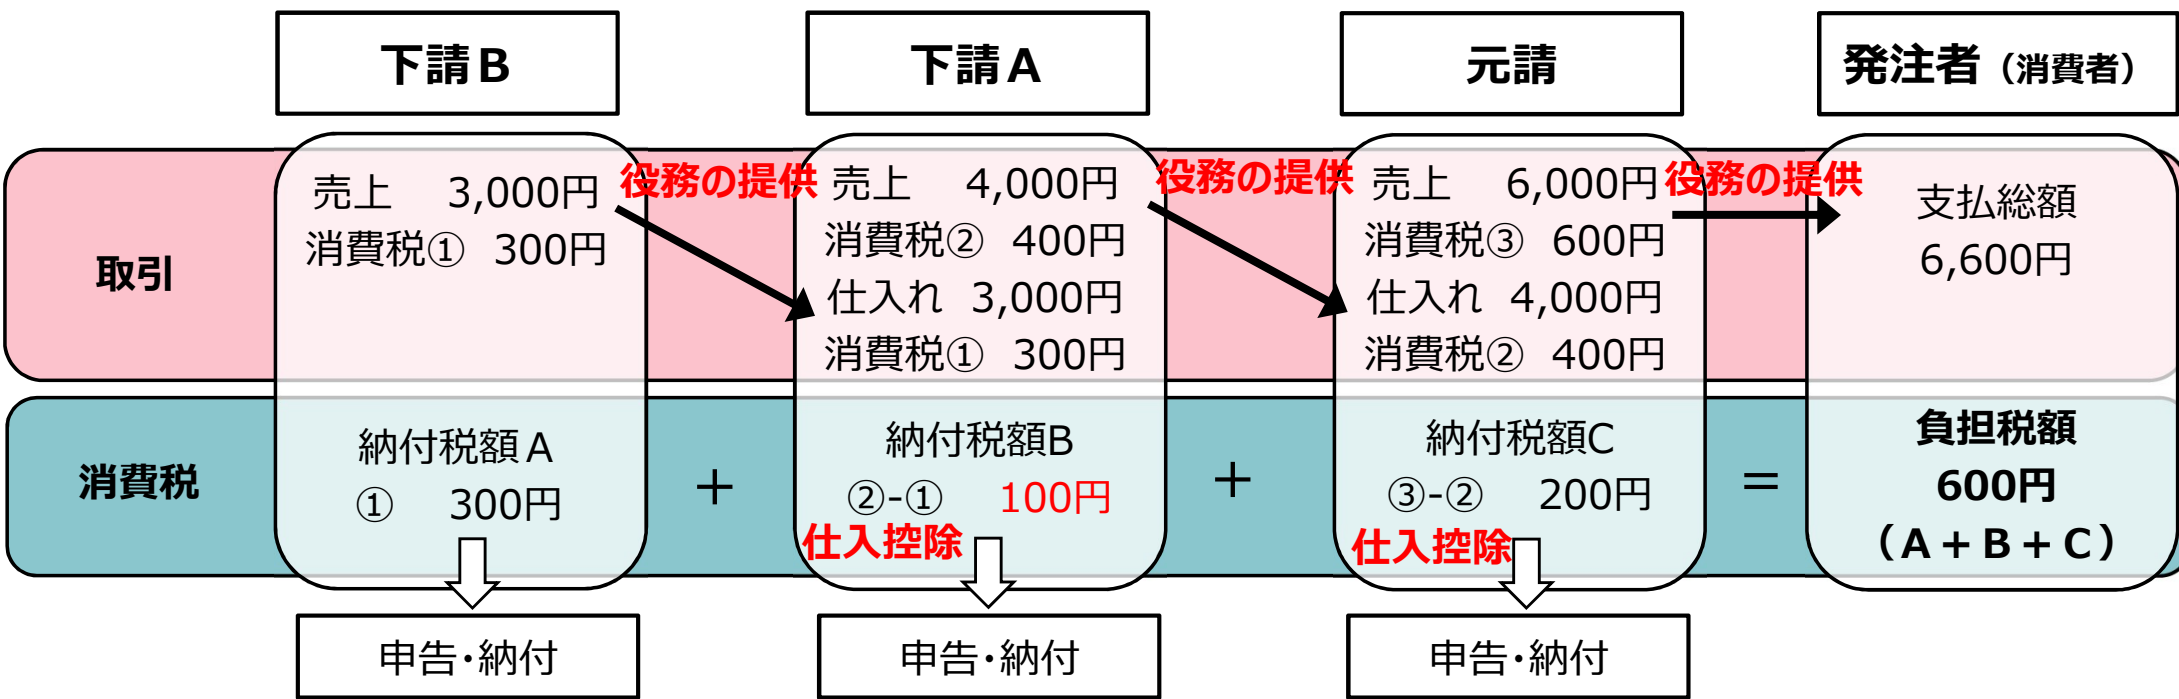 下請B
下請A
元請
発注者（消費者）
取引
売上 3,000円
消費税① 300円
役務の提供
売上 4,000円
消費税② 400円
仕入れ 3,000円
消費税① 300円
役務の提供
売上 6,000円
消費税③ 600円
仕入れ 4,000円
消費税② 400円
役務の提供
支払総額
6,600円
消費税
納付税額A
① 300円
＋
納付税額B
②-① 100円
仕入控除
＋
納付税額C
③-② 200円
仕入控除
＝
負担税額
600円
（A＋B＋C）
申告・納付
申告・納付
申告・納付